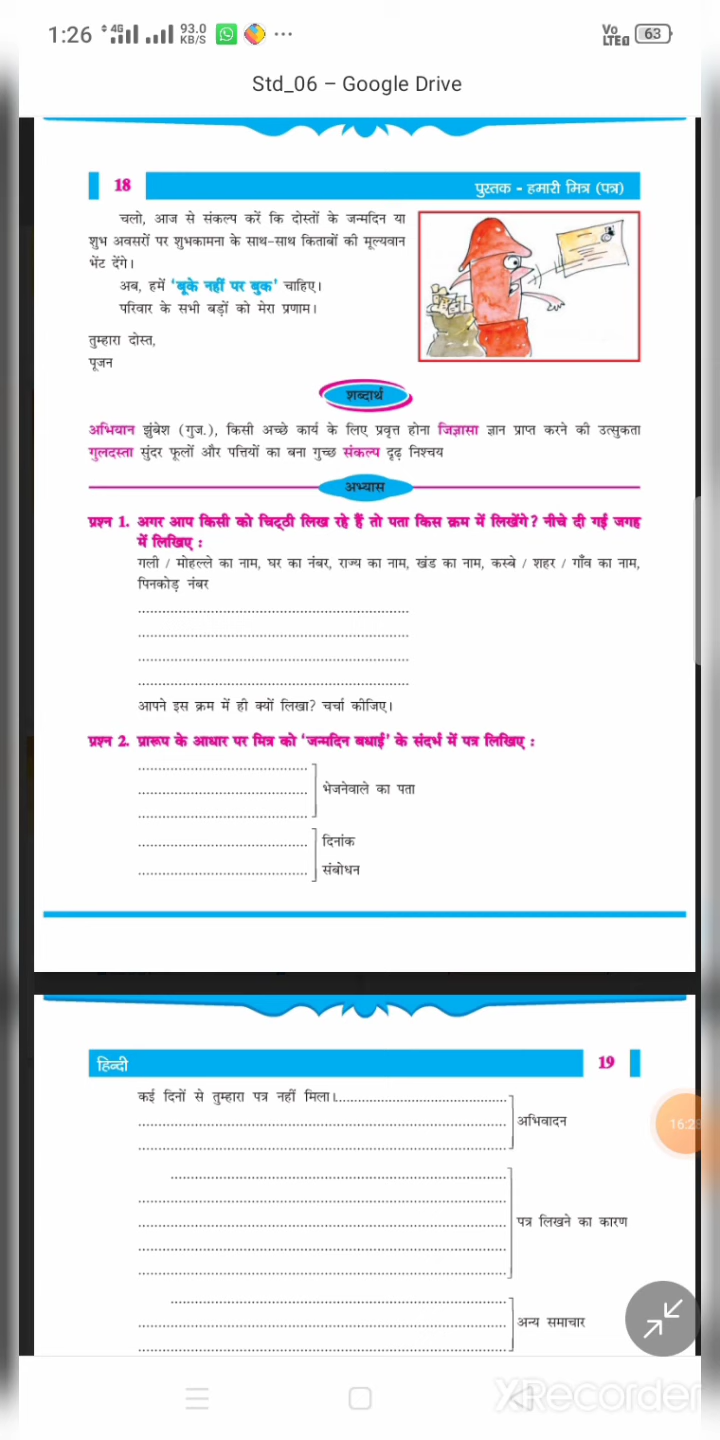 1:26 4G 93.0 KB/S ... Vo LTE 63
Std_06 – Google Drive
18 पुस्तक - हमारी मित्र (पत्र)
चलो, आज से संकल्प करें कि दोस्तों के जन्मदिन या
शुभ अवसरों पर शुभकामना के साथ-साथ किताबों की मूल्यवान
भेंट देंगे।
अब, हमें ‘बूके नहीं पर बुक’ चाहिए।
परिवार के सभी बड़ों को मेरा प्रणाम।
तुम्हारा दोस्त,
पूजन
शब्दार्थ
अभियान झुंबेश (गुज.), किसी अच्छे कार्य के लिए प्रवृत्त होना जिज्ञासा ज्ञान प्राप्त करने की उत्सुकता
गुलदस्ता सुंदर फूलों और पत्तियों का बना गुच्छ संकल्प दृढ़ निश्चय
अभ्यास
प्रश्न 1. अगर आप किसी को चिट्ठी लिख रहे हैं तो पता किस क्रम में लिखेंगे? नीचे दी गई जगह
में लिखिए :
गली / मोहल्ले का नाम, घर का नंबर, राज्य का नाम, खंड का नाम, कस्बे / शहर / गाँव का नाम,
पिनकोड़ नंबर
आपने इस क्रम में ही क्यों लिखा? चर्चा कीजिए।
प्रश्न 2. प्रारूप के आधार पर मित्र को ‘जन्मदिन बधाई’ के संदर्भ में पत्र लिखिए :
भेजनेवाले का पता
दिनांक
संबोधन
हिन्दी 19
कई दिनों से तुम्हारा पत्र नहीं मिला।
अभिवादन
16:28
पत्र लिखने का कारण
अन्य समाचार
XRecorder